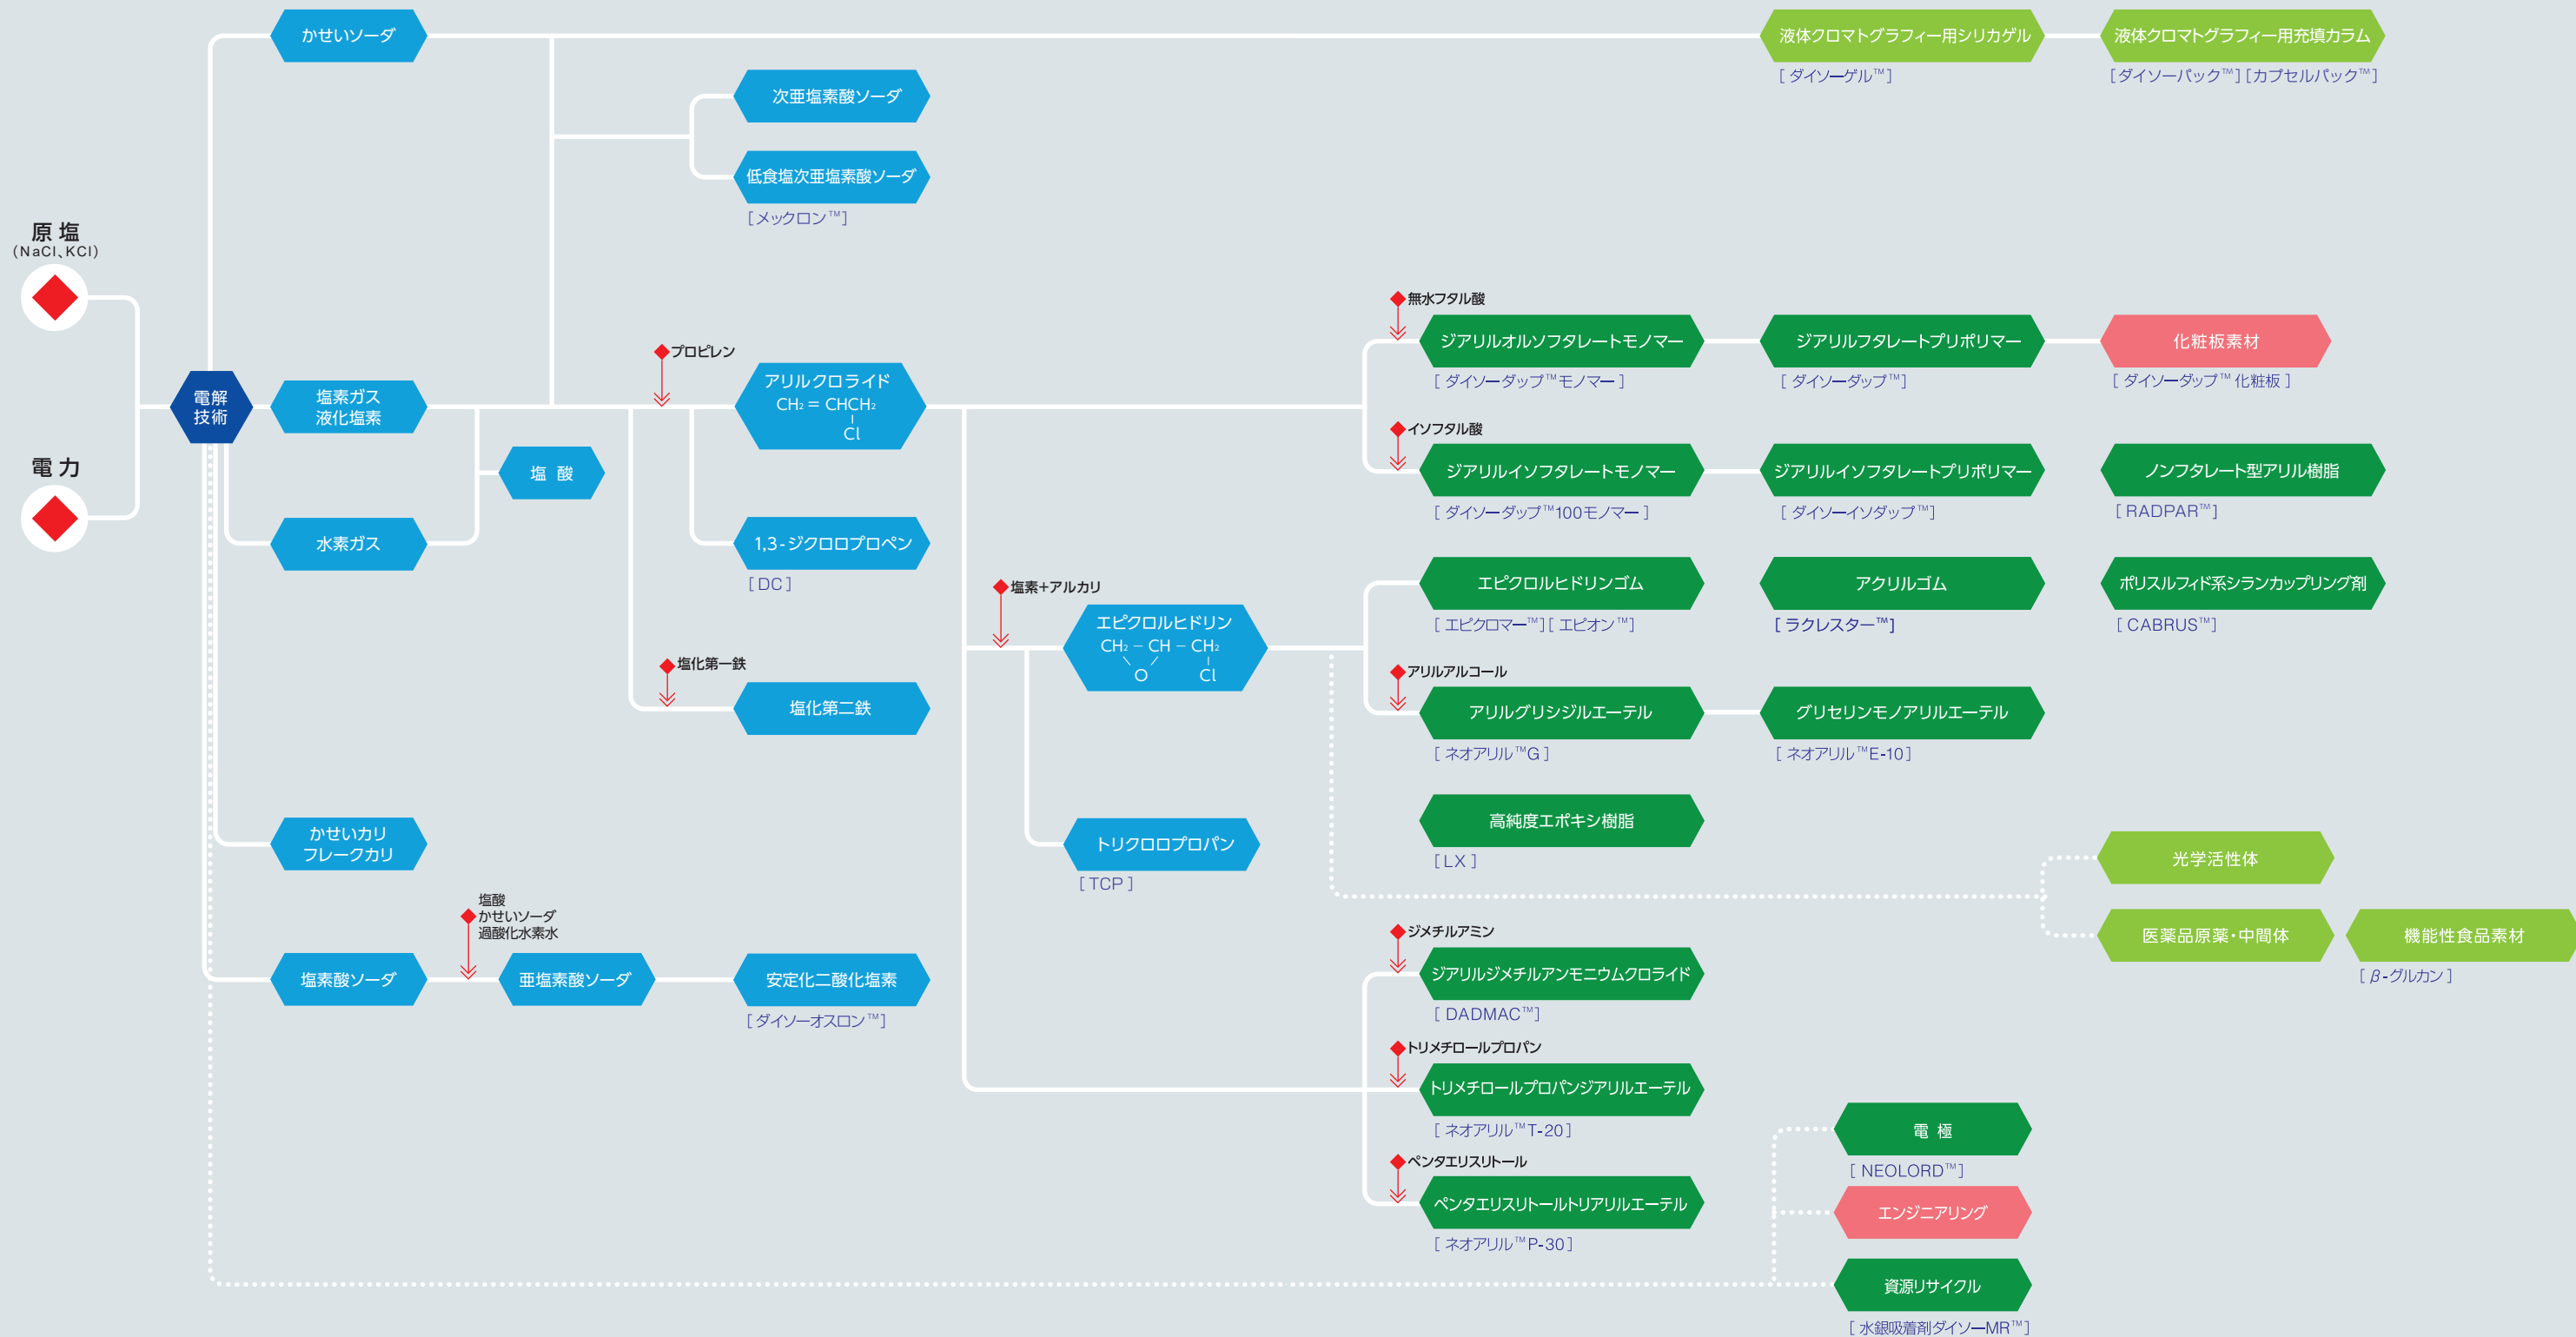 かせいソーダ
液体クロマトグラフィー用シリカゲル
[ダイソーゲル™]
液体クロマトグラフィー用充填カラム
[ダイソーパック™][カプセルパック™]
次亜塩素酸ソーダ
低食塩次亜塩素酸ソーダ
[メックロン™]
原塩
(NaCl、KCl)
電力
電解
技術
塩素ガス
液化塩素
塩 酸
水素ガス
プロピレン
アリルクロライド
CH₂ = CHCH₂
Cl
1,3-ジクロロプロペン
[DC]
塩化第一鉄
塩化第二鉄
無水フタル酸
ジアリルオルソフタレートモノマー
[ダイソーダップ™モノマー]
ジアリルフタレートプリポリマー
[ダイソーダップ™]
化粧板素材
[ダイソーダップ™化粧板]
イソフタル酸
ジアリルイソフタレートモノマー
[ダイソーダップ™100モノマー]
ジアリルイソフタレートプリポリマー
[ダイソーイソダップ™]
ノンフタレート型アリル樹脂
[RADPAR™]
塩素+アルカリ
エピクロルヒドリン
CH₂ − CH − CH₂
O Cl
エピクロルヒドリンゴム
[エピクロマー™][エピオン™]
アクリルゴム
[ラクレスター™]
ポリスルフィド系シランカップリング剤
[CABRUS™]
アリルアルコール
アリルグリシジルエーテル
[ネオアリル™G]
グリセリンモノアリルエーテル
[ネオアリル™E-10]
高純度エポキシ樹脂
[LX]
トリクロロプロパン
[TCP]
光学活性体
医薬品原薬・中間体
機能性食品素材
[β-グルカン]
かせいカリ
フレークカリ
塩酸
かせいソーダ
過酸化水素水
塩素酸ソーダ
亜塩素酸ソーダ
安定化二酸化塩素
[ダイソーオスロン™]
ジメチルアミン
ジアリルジメチルアンモニウムクロライド
[DADMAC™]
トリメチロールプロパン
トリメチロールプロパンジアリルエーテル
[ネオアリル™T-20]
ペンタエリスリトール
ペンタエリスリトールトリアリルエーテル
[ネオアリル™P-30]
電 極
[NEOLORD™]
エンジニアリング
資源リサイクル
[水銀吸着剤ダイソーMR™]